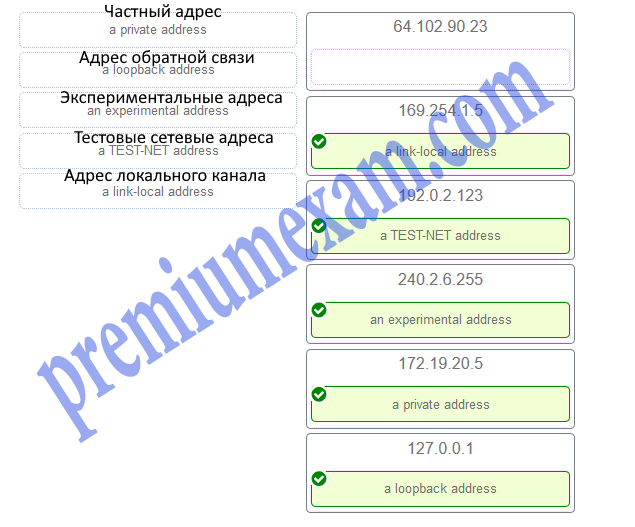 Частный адрес
a private address
Адрес обратной связи
a loopback address
Экспериментальные адреса
an experimental address
Тестовые сетевые адреса
a TEST-NET address
Адрес локального канала
a link-local address
64.102.90.23
169.254.1.5
a link-local address
192.0.2.123
a TEST-NET address
240.2.6.255
an experimental address
172.19.20.5
a private address
127.0.0.1
a loopback address
premiumexam.com